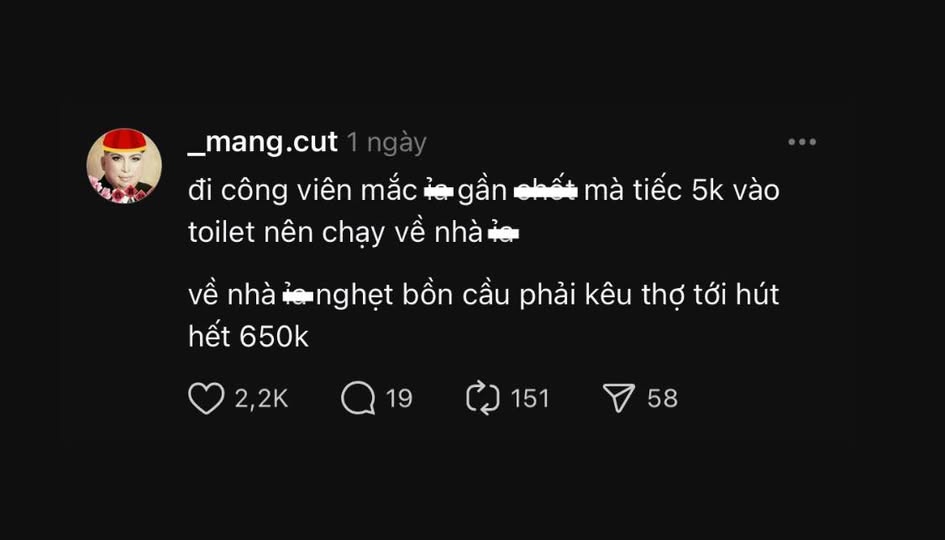 _mang.cut 1 ngày
đi công viên mắc ỉa gần chết mà tiếc 5k vào
toilet nên chạy về nhà ỉa
về nhà ỉa nghẹt bồn cầu phải kêu thợ tới hút
hết 650k
2,2K 19 151 58